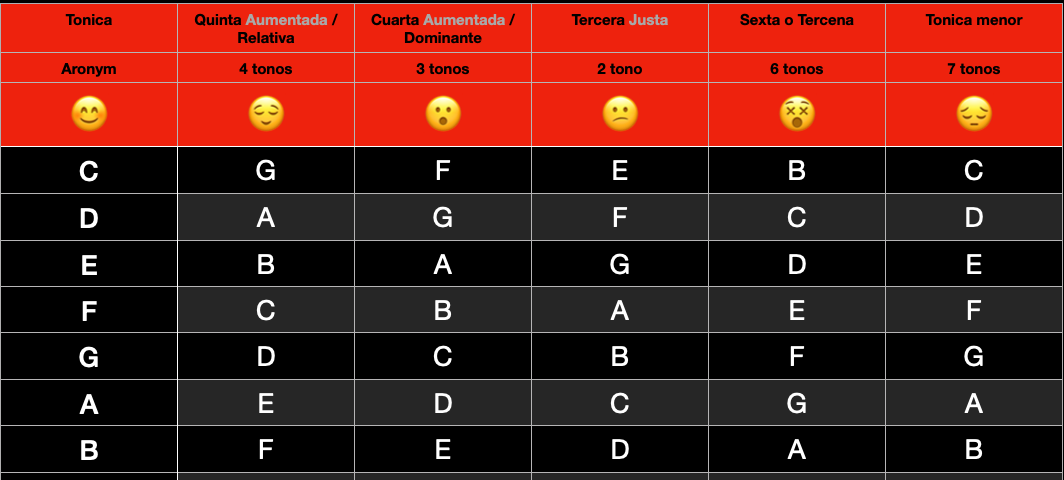 Tonica Quinta Aumentada / Relativa Cuarta Aumentada / Dominante Tercera Justa Sexta o Tercena Tonica menor
Aronym 4 tonos 3 tonos 2 tono 6 tonos 7 tonos
C G F E B C
D A G F C D
E B A G D E
F C B A E F
G D C B F G
A E D C G A
B F E D A B